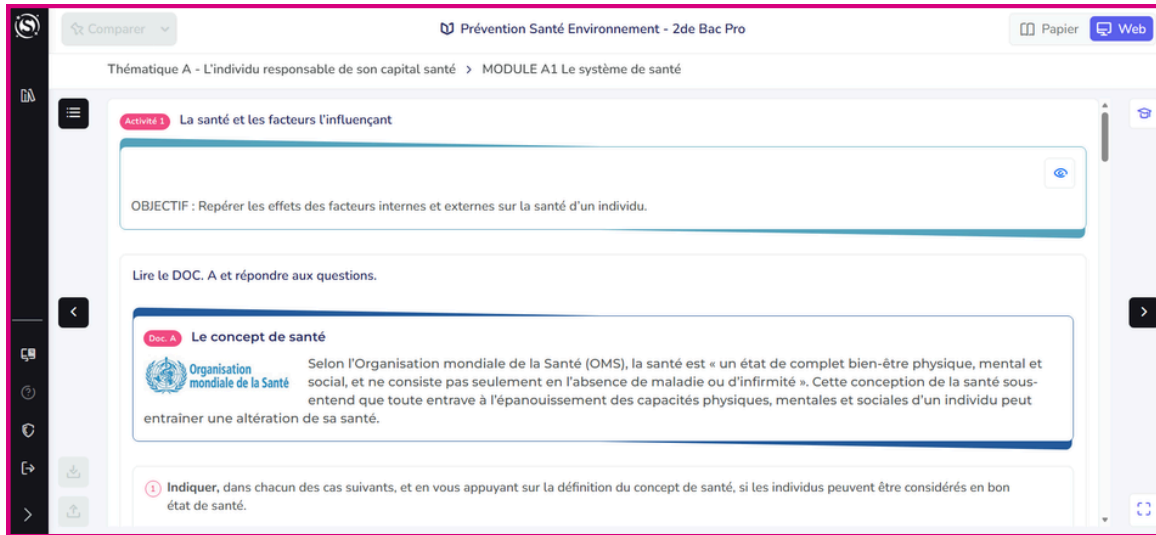 Comparer
Prévention Santé Environnement - 2de Bac Pro
Papier
Web
Thématique A - L'individu responsable de son capital santé > MODULE A1 Le système de santé
Activité 1 La santé et les facteurs l'influençant
OBJECTIF : Repérer les effets des facteurs internes et externes sur la santé d'un individu.
Lire le DOC. A et répondre aux questions.
Doc. A Le concept de santé
Organisation
mondiale de la Santé
Selon l'Organisation mondiale de la Santé (OMS), la santé est « un état de complet bien-être physique, mental et
social, et ne consiste pas seulement en l'absence de maladie ou d'infirmité ». Cette conception de la santé sous-
entend que toute entrave à l'épanouissement des capacités physiques, mentales et sociales d'un individu peut
entraîner une altération de sa santé.
1 Indiquer, dans chacun des cas suivants, et en vous appuyant sur la définition du concept de santé, si les individus peuvent être considérés en bon
état de santé.